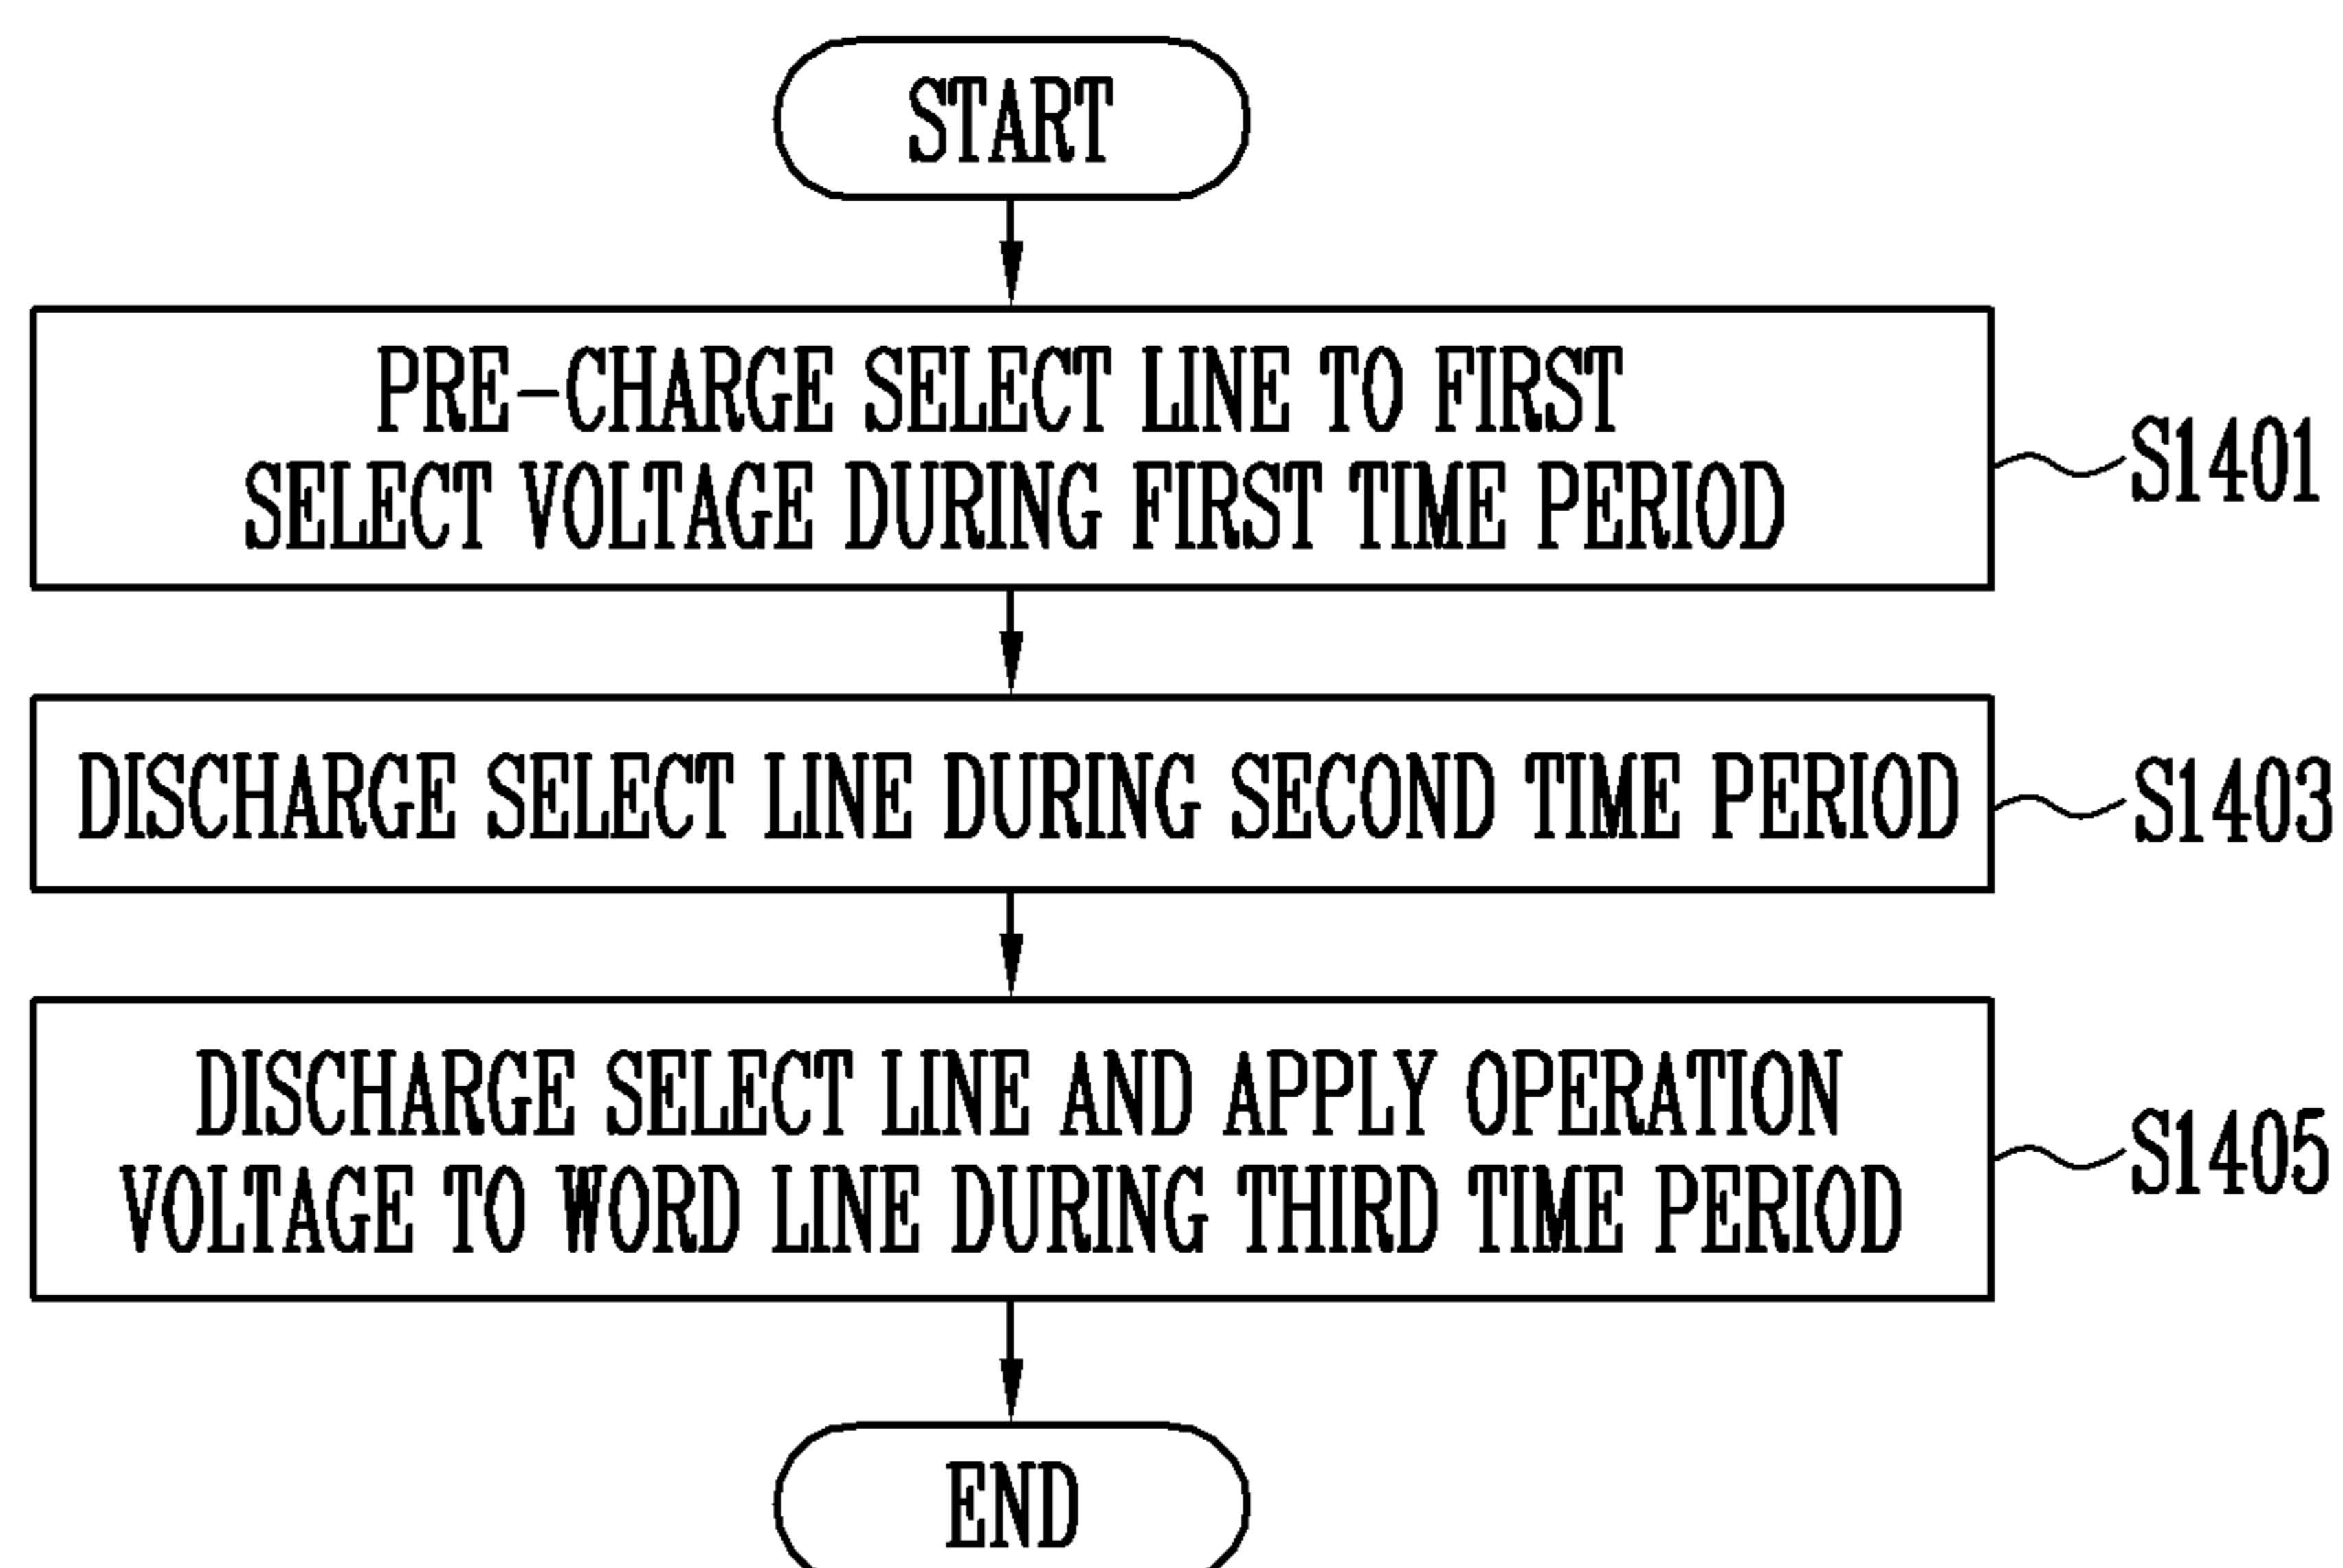 START
PRE-CHARGE SELECT LINE TO FIRST
SELECT VOLTAGE DURING FIRST TIME PERIOD
S1401
DISCHARGE SELECT LINE DURING SECOND TIME PERIOD
S1403
DISCHARGE SELECT LINE AND APPLY OPERATION
VOLTAGE TO WORD LINE DURING THIRD TIME PERIOD
S1405
END